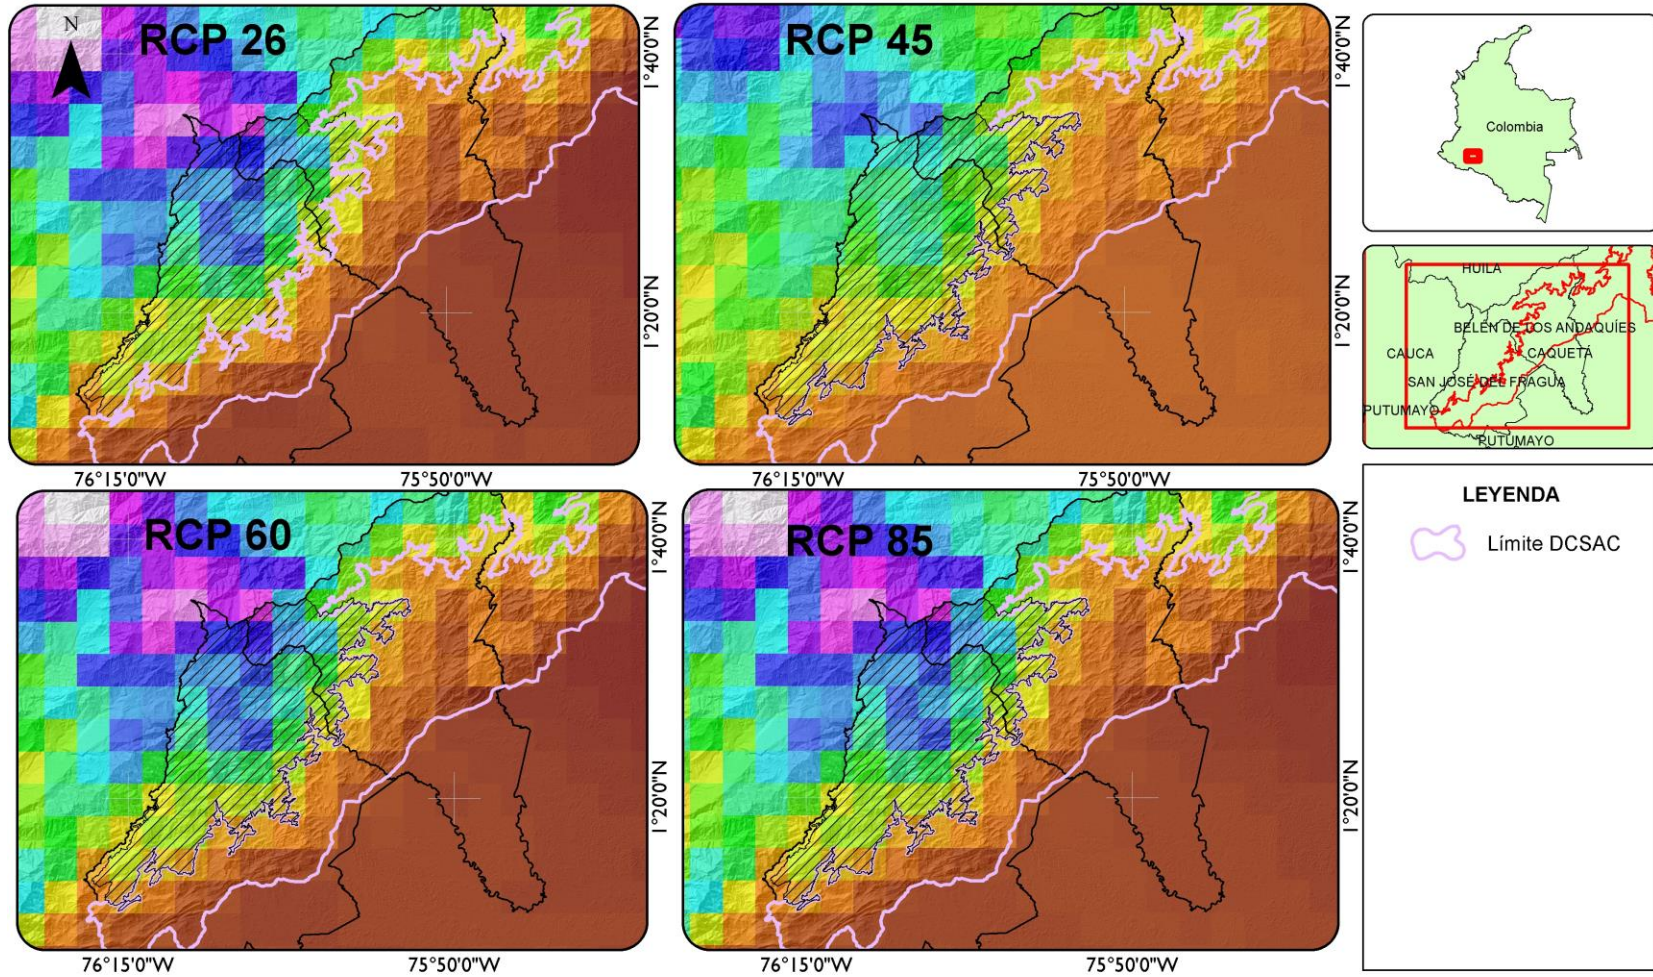 N
RCP 26
1°40'0"N
1°20'0"N
76°15'0"W
75°50'0"W
RCP 45
1°40'0"N
1°20'0"N
76°15'0"W
75°50'0"W
Colombia
HUILA
BELÉN DE LOS ANDAQUÍES
CAUCA
CAQUETÁ
SAN JOSÉ DEL FRAGUA
PUTUMAYO
PUTUMAYO
RCP 60
1°40'0"N
1°20'0"N
76°15'0"W
75°50'0"W
RCP 85
1°40'0"N
1°20'0"N
76°15'0"W
75°50'0"W
LEYENDA
Límite DCSAC